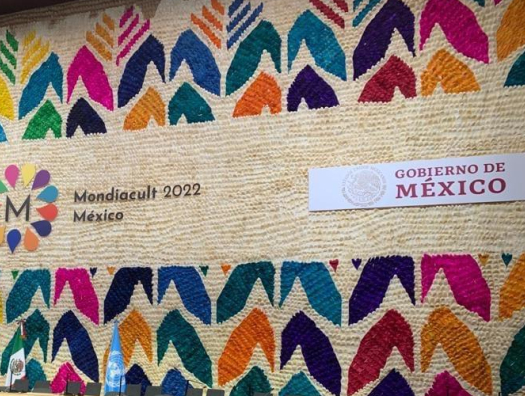 M
Mondiacult 2022
México
GOBIERNO DE
MÉXICO